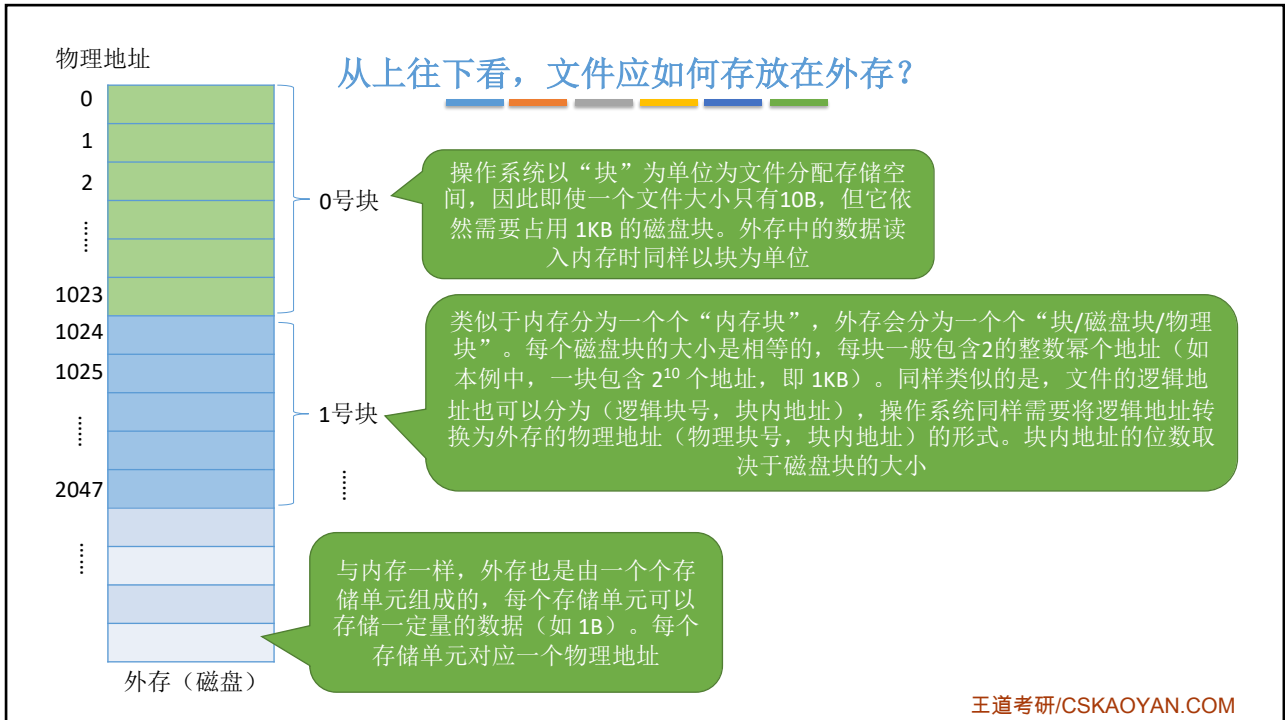 物理地址
从上往下看，文件应如何存放在外存？
0
1
2
……
1023
1024
1025
……
2047
……
0号块
1号块
……
操作系统以“块”为单位为文件分配存储空
间，因此即使一个文件大小只有10B，但它依
然需要占用 1KB 的磁盘块。外存中的数据读
入内存时同样以块为单位
类似于内存分为一个个“内存块”，外存会分为一个个“块/磁盘块/物理
块”。每个磁盘块的大小是相等的，每块一般包含2的整数幂个地址（如
本例中，一块包含 2¹⁰ 个地址，即 1KB）。同样类似的是，文件的逻辑地
址也可以分为（逻辑块号，块内地址），操作系统同样需要将逻辑地址转
换为外存的物理地址（物理块号，块内地址）的形式。块内地址的位数取
决于磁盘块的大小
与内存一样，外存也是由一个个存
储单元组成的，每个存储单元可以
存储一定量的数据（如 1B）。每个
存储单元对应一个物理地址
外存（磁盘）
王道考研/CSKAOYAN.COM